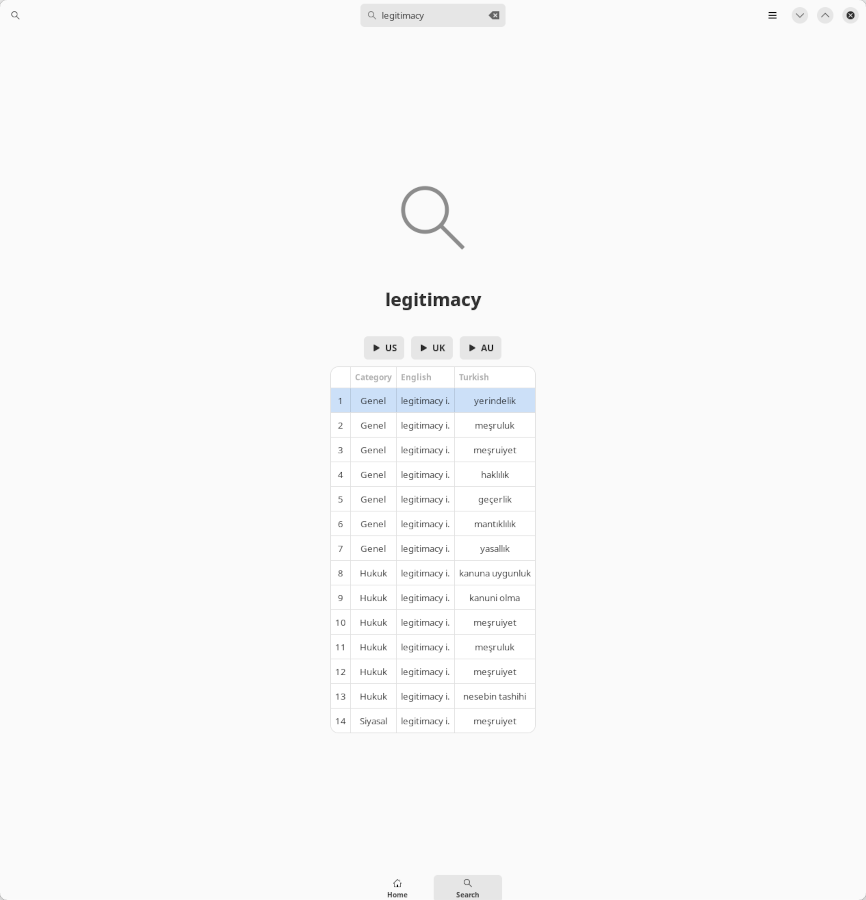 legitimacy
legitimacy
US UK AU
Category English Turkish
1 Genel legitimacy i. yerindelik
2 Genel legitimacy i. meşruluk
3 Genel legitimacy i. meşruiyet
4 Genel legitimacy i. haklılık
5 Genel legitimacy i. geçerlik
6 Genel legitimacy i. mantıklılık
7 Genel legitimacy i. yasallık
8 Hukuk legitimacy i. kanuna uygunluk
9 Hukuk legitimacy i. kanuni olma
10 Hukuk legitimacy i. meşruiyet
11 Hukuk legitimacy i. meşruluk
12 Hukuk legitimacy i. meşruiyet
13 Hukuk legitimacy i. nesebin tashihi
14 Siyasal legitimacy i. meşruiyet
Home Search